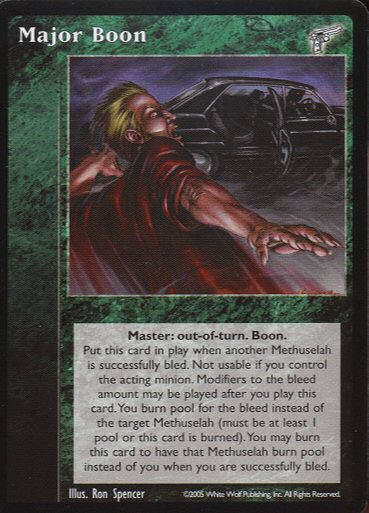 Major Boon
Master: out-of-turn. Boon.
Put this card in play when another Methuselah
is successfully bled. Not usable if you control
the acting minion. Modifiers to the bleed
amount may be played after you play this
card. You burn pool for the bleed instead of
the target Methuselah (must be at least 1
pool or this card is burned). You may burn
this card to have that Methuselah burn pool
instead of you when you are successfully bled.
Illus. Ron Spencer
©2005 White Wolf Publishing, Inc. All Rights Reserved.